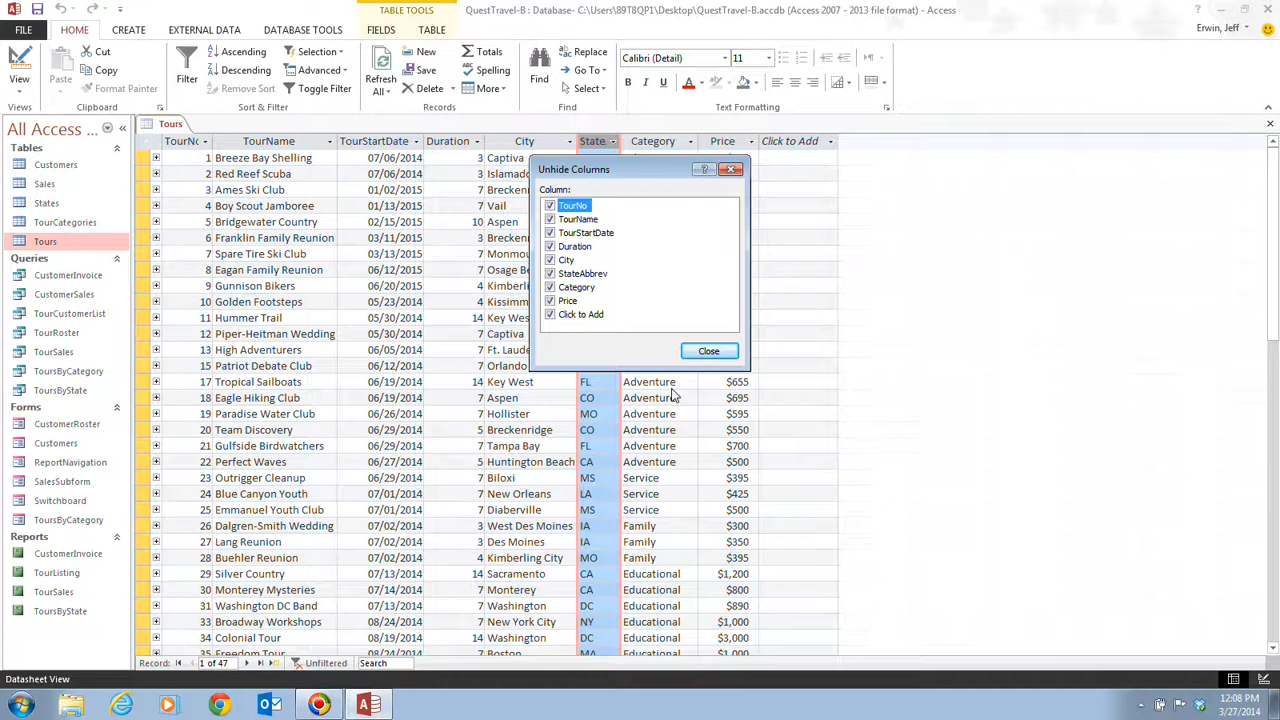 TABLE TOOLS
QuestTravel-B : Database- C:\Users\89T8QP1\Desktop\QuestTravel-B.accdb (Access 2007 - 2013 file format) - Access
FILE HOME CREATE EXTERNAL DATA DATABASE TOOLS FIELDS TABLE
Erwin, Jeff
View
Paste
Cut
Copy
Format Painter
Filter
Ascending
Descending
Remove Sort
Selection
Advanced
Toggle Filter
Refresh
All
New
Save
Delete
Totals
Spelling
More
Find
Replace
Go To
Select
Calibri (Detail) 11
B I U A
Views Clipboard Sort & Filter Records Find Text Formatting
All Access ...
Tables
Customers
Sales
States
TourCategories
Tours
Queries
CustomerInvoice
CustomerSales
TourCustomerList
TourRoster
TourSales
ToursByCategory
ToursByState
Forms
CustomerRoster
Customers
ReportNavigation
SalesSubform
Switchboard
ToursByCategory
Reports
CustomerInvoice
TourListing
TourSales
ToursByState
Tours
TourNo TourName TourStartDate Duration City State Category Price Click to Add
1 Breeze Bay Shelling 07/06/2014 3 Captiva
2 Red Reef Scuba 07/06/2014 3 Islamado
3 Ames Ski Club 01/02/2015 7 Breckenr
4 Boy Scout Jamboree 01/13/2015 7 Vail
5 Bridgewater Country 02/15/2015 10 Aspen
6 Franklin Family Reunion 03/11/2015 3 Breckenr
7 Spare Tire Ski Club 03/13/2015 7 Monmou
8 Eagan Family Reunion 06/12/2015 7 Osage B
9 Gunnison Bikers 06/20/2015 4 Kimberli
10 Golden Footsteps 05/23/2014 4 Kissimm
11 Hummer Trail 05/30/2014 14 Key Wes
12 Piper-Heitman Wedding 05/30/2014 7 Captiva
13 High Adventurers 06/05/2014 7 Ft. Laude
15 Patriot Debate Club 06/12/2014 7 Orlando
17 Tropical Sailboats 06/19/2014 14 Key West FL Adventure $655
18 Eagle Hiking Club 06/19/2014 7 Aspen CO Adventure $695
19 Paradise Water Club 06/26/2014 7 Hollister MO Adventure $595
20 Team Discovery 06/29/2014 5 Breckenridge CO Adventure $550
21 Gulfside Birdwatchers 06/29/2014 7 Tampa Bay FL Adventure $700
22 Perfect Waves 06/27/2014 5 Huntington Beach CA Adventure $500
23 Outrigger Cleanup 06/29/2014 7 Biloxi MS Service $395
24 Blue Canyon Youth 07/01/2014 7 New Orleans LA Service $425
25 Emmanuel Youth Club 07/01/2014 7 Diaberville MS Service $500
26 Dalgren-Smith Wedding 07/02/2014 3 West Des Moines IA Family $300
27 Lang Reunion 07/02/2014 3 Des Moines IA Family $350
28 Buehler Reunion 07/02/2014 4 Kimberling City MO Family $395
29 Silver Country 07/13/2014 14 Sacramento CA Educational $1,200
30 Monterey Mysteries 07/14/2014 7 Monterey CA Educational $800
31 Washington DC Band 07/13/2014 7 Washington DC Educational $890
33 Broadway Workshops 08/24/2014 7 New York City NY Educational $1,000
34 Colonial Tour 08/19/2014 14 Washington DC Educational $3,000
35 Freedom Tour 08/24/2014 7 Boston MA Educational $1,000
Unhide Columns
Column:
TourNo
TourName
TourStartDate
Duration
City
StateAbbrev
Category
Price
Click to Add
Close
Record: 1 of 47 Unfiltered Search
Datasheet View
12:08 PM
3/27/2014